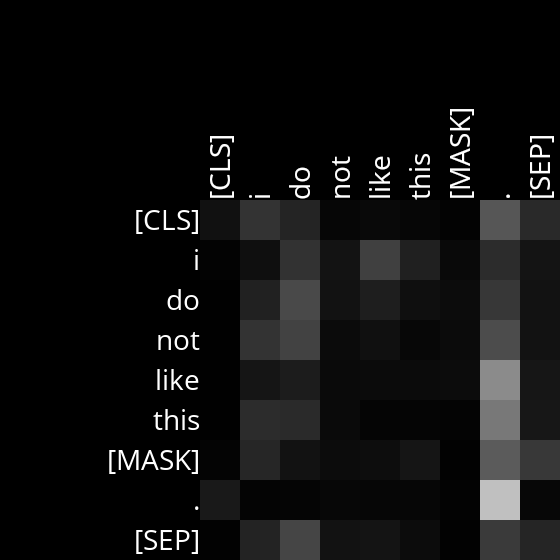 [CLS] i do not like this [MASK] . [SEP]
[CLS]
i
do
not
like
this
[MASK]
.
[SEP]